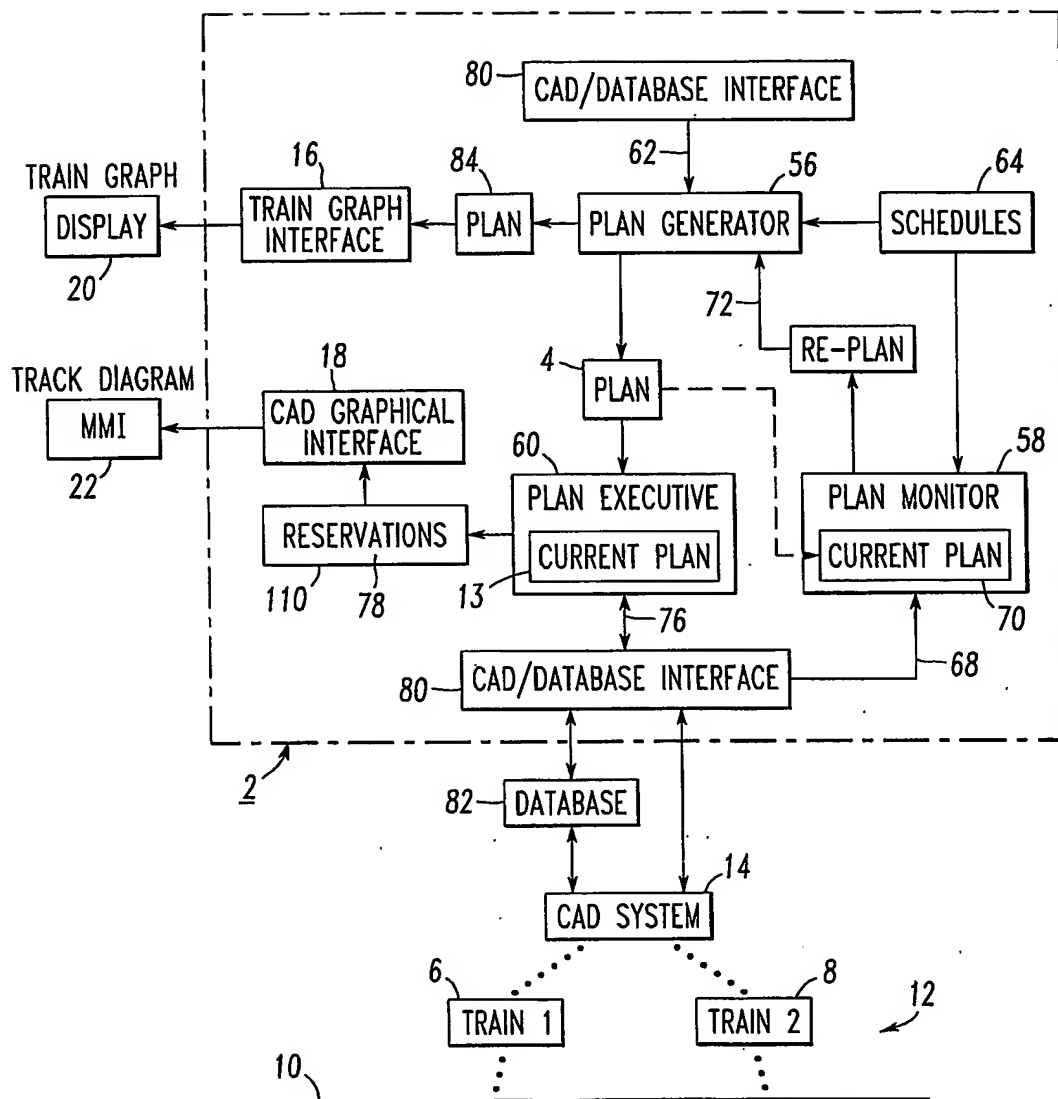 80
CAD/DATABASE INTERFACE
62
TRAIN GRAPH
DISPLAY
20
16
TRAIN GRAPH
INTERFACE
84
PLAN
56
PLAN GENERATOR
64
SCHEDULES
72
RE-PLAN
4
PLAN
TRACK DIAGRAM
MMI
22
18
CAD GRAPHICAL
INTERFACE
60
PLAN EXECUTIVE
CURRENT PLAN
13
58
PLAN MONITOR
CURRENT PLAN
70
RESERVATIONS
110
78
76
68
80
CAD/DATABASE INTERFACE
2
82
DATABASE
14
CAD SYSTEM
6
TRAIN 1
8
TRAIN 2
12
10